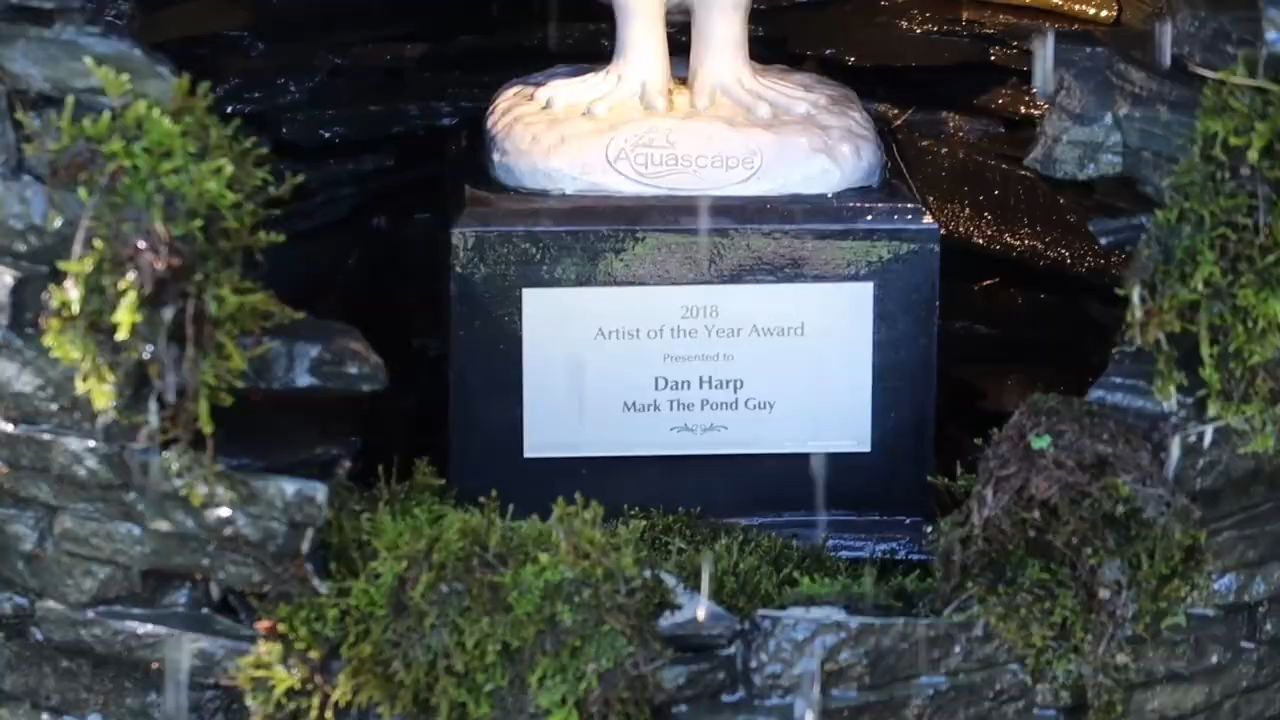 Aquascape
2018
Artist of the Year Award
Presented to
Dan Harp
Mark The Pond Guy